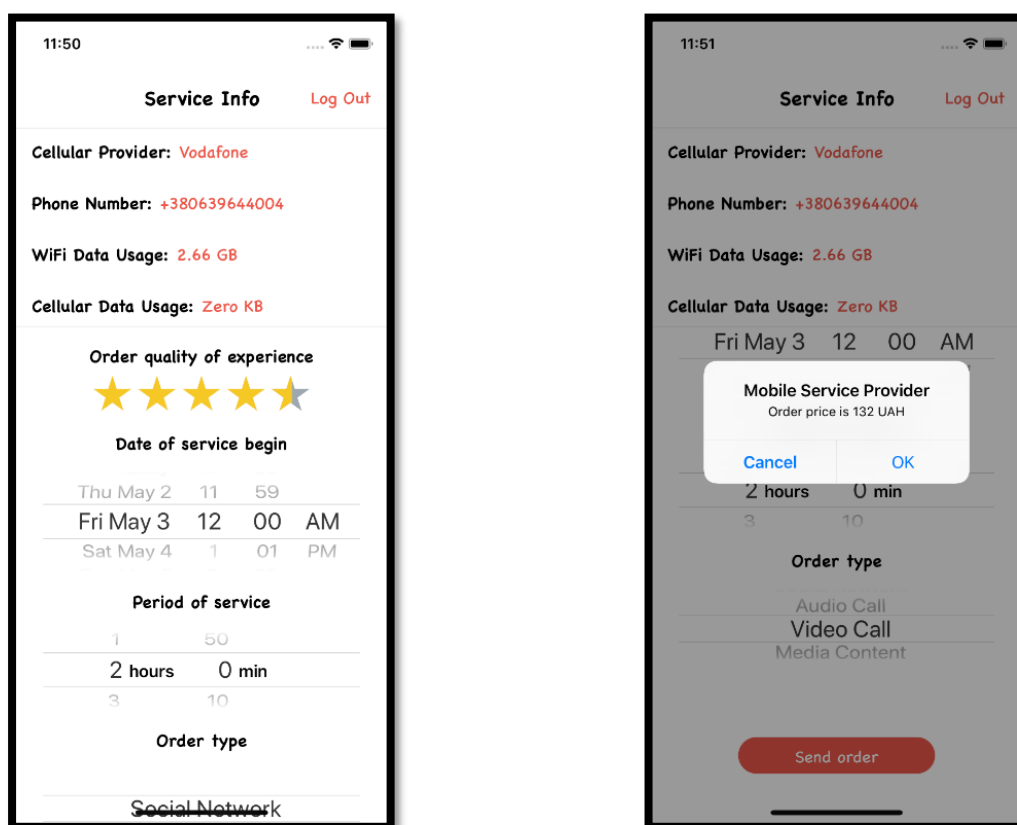 11:50
Service Info Log Out
Cellular Provider: Vodafone
Phone Number: +380639644004
WiFi Data Usage: 2.66 GB
Cellular Data Usage: Zero KB
Order quality of experience
Date of service begin
Thu May 2 11 59
Fri May 3 12 00 AM
Sat May 4 1 01 PM
Period of service
1 50
2 hours 0 min
3 10
Order type
Social Network
11:51
Service Info Log Out
Cellular Provider: Vodafone
Phone Number: +380639644004
WiFi Data Usage: 2.66 GB
Cellular Data Usage: Zero KB
Fri May 3 12 00 AM
Mobile Service Provider
Order price is 132 UAH
Cancel OK
2 hours 0 min
3 10
Order type
Audio Call
Video Call
Media Content
Send order